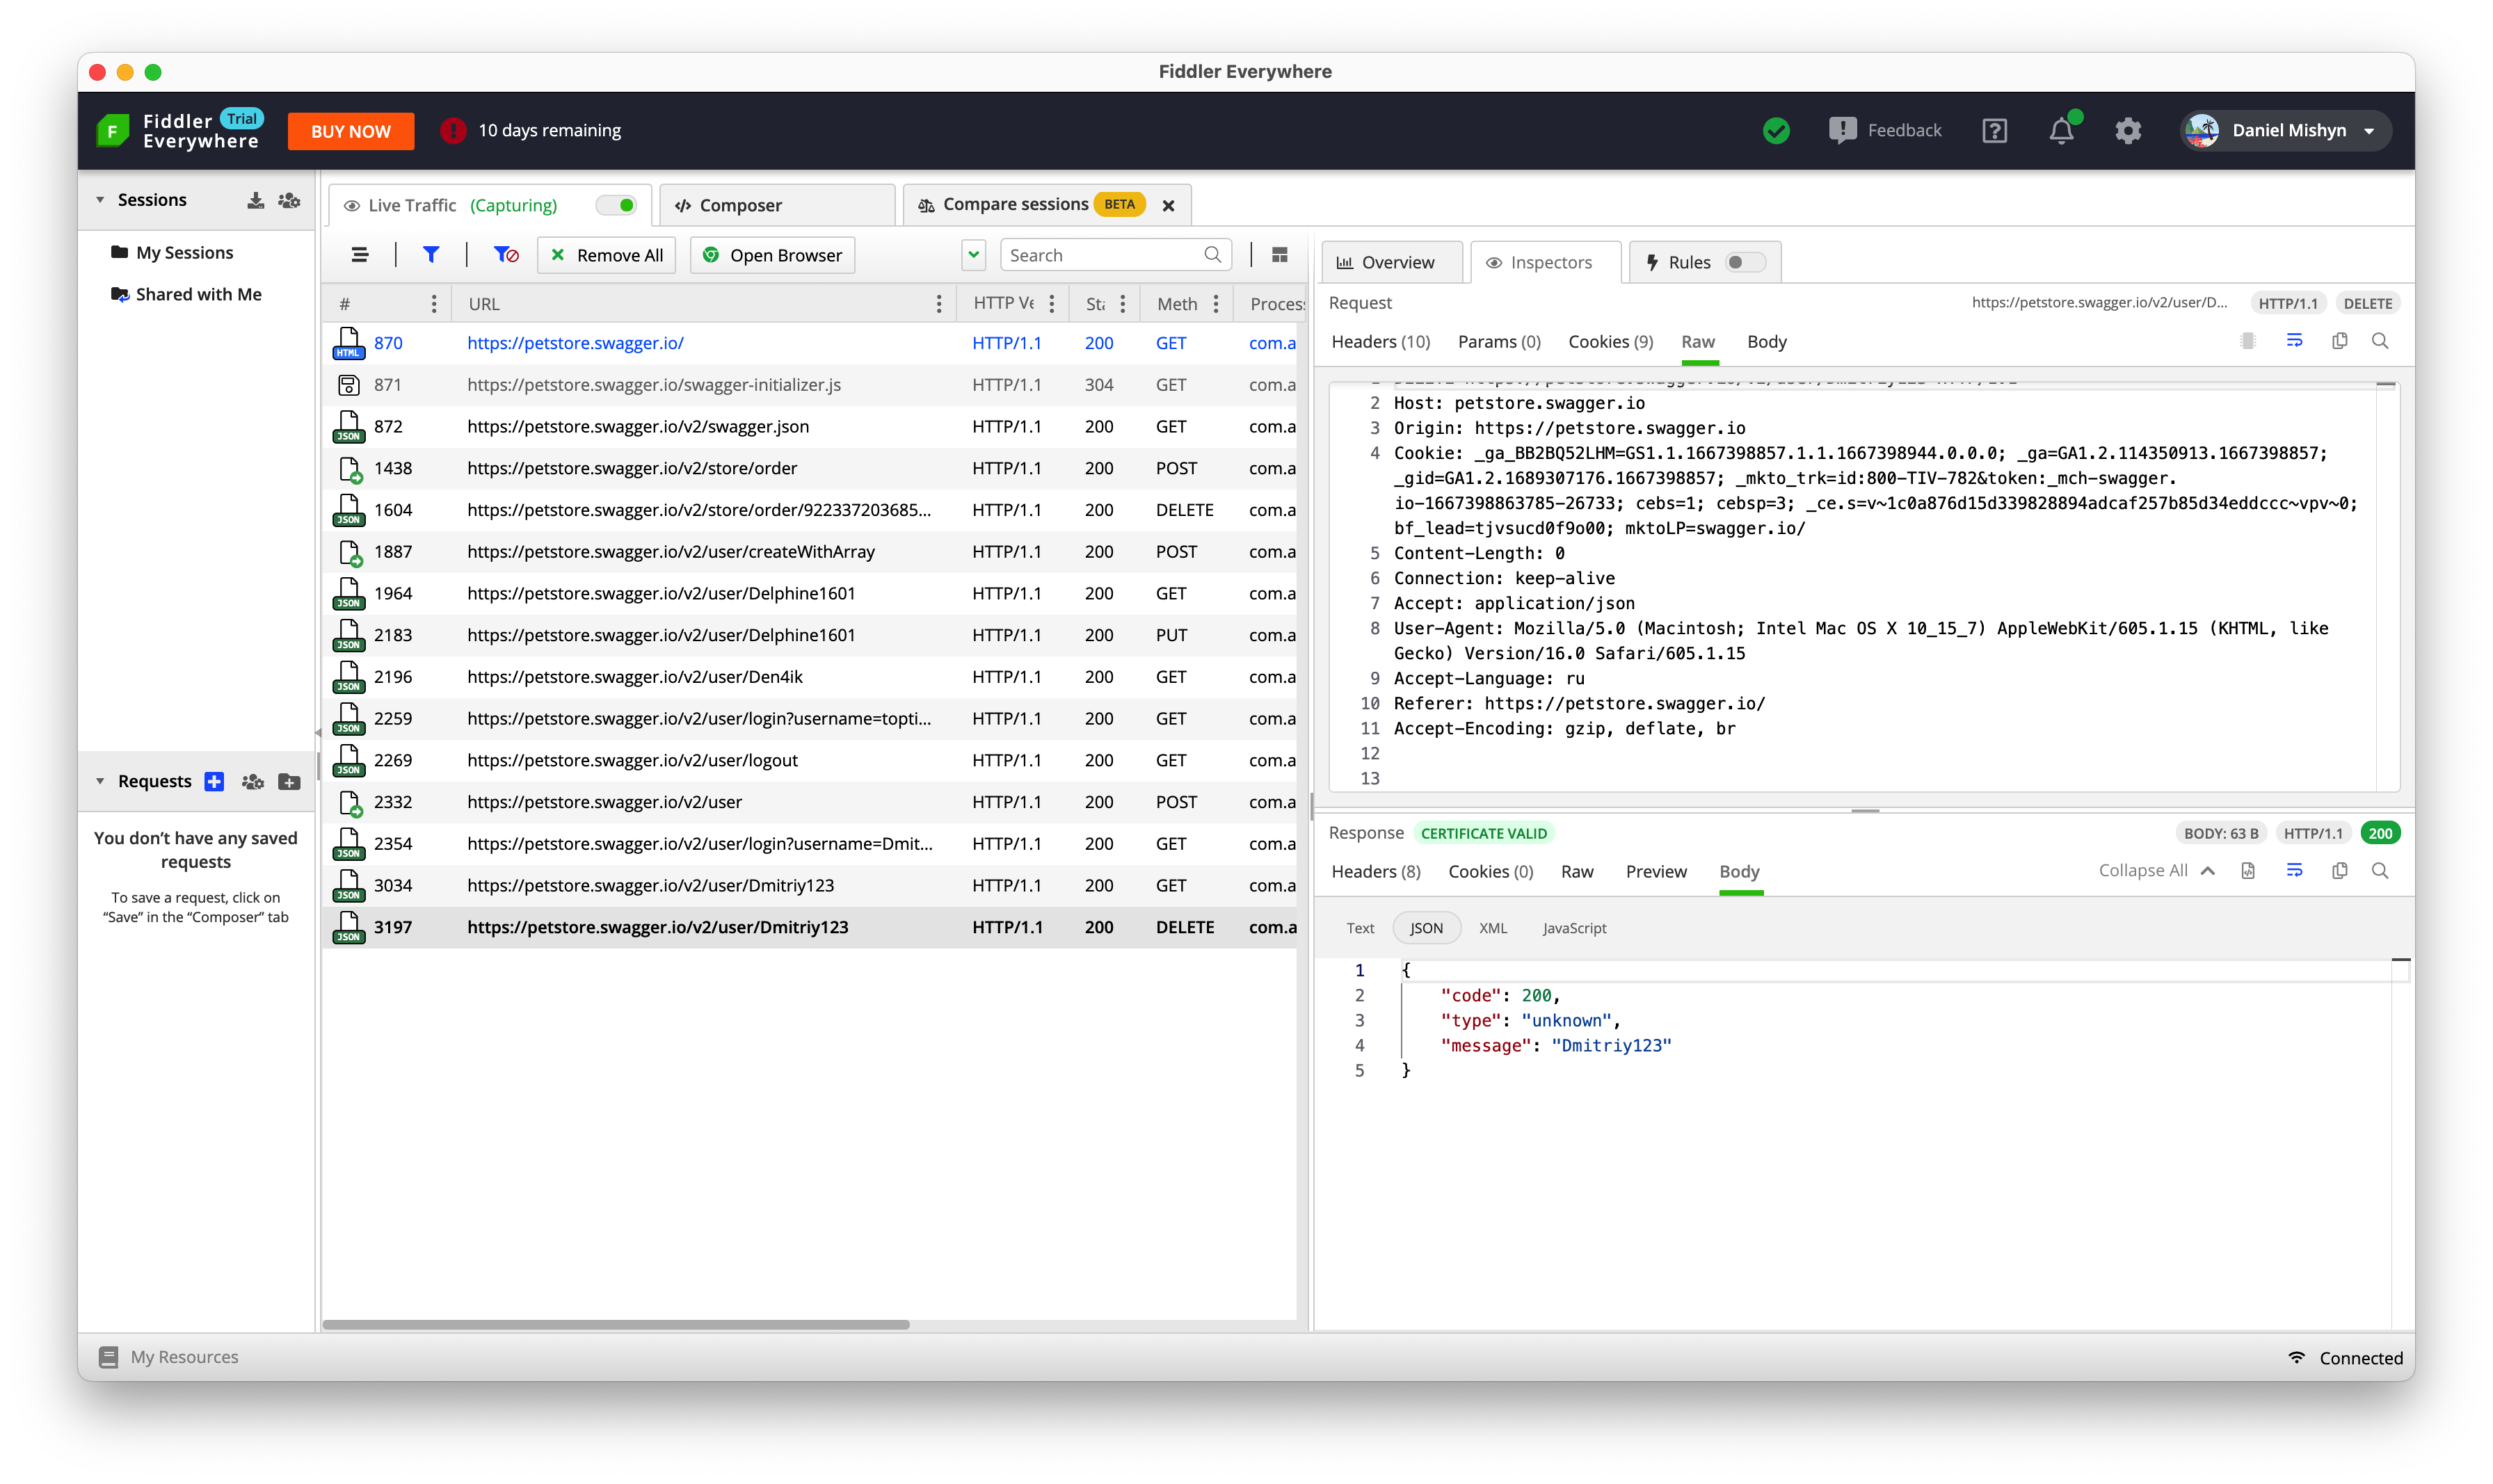 Fiddler Everywhere
Fiddler Everywhere Trial
BUY NOW
10 days remaining
Feedback
Daniel Mishyn
Sessions
My Sessions
Shared with Me
Requests
You don’t have any saved
requests
To save a request, click on
“Save” in the “Composer” tab
Live Traffic (Capturing)
Composer
Compare sessions BETA
Remove All
Open Browser
Search
# URL HTTP Ve Sta Meth Process
HTML 870 https://petstore.swagger.io/ HTTP/1.1 200 GET com.a
871 https://petstore.swagger.io/swagger-initializer.js HTTP/1.1 304 GET com.a
JSON 872 https://petstore.swagger.io/v2/swagger.json HTTP/1.1 200 GET com.a
1438 https://petstore.swagger.io/v2/store/order HTTP/1.1 200 POST com.a
JSON 1604 https://petstore.swagger.io/v2/store/order/922337203685... HTTP/1.1 200 DELETE com.a
1887 https://petstore.swagger.io/v2/user/createWithArray HTTP/1.1 200 POST com.a
JSON 1964 https://petstore.swagger.io/v2/user/Delphine1601 HTTP/1.1 200 GET com.a
JSON 2183 https://petstore.swagger.io/v2/user/Delphine1601 HTTP/1.1 200 PUT com.a
JSON 2196 https://petstore.swagger.io/v2/user/Den4ik HTTP/1.1 200 GET com.a
JSON 2259 https://petstore.swagger.io/v2/user/login?username=topti... HTTP/1.1 200 GET com.a
JSON 2269 https://petstore.swagger.io/v2/user/logout HTTP/1.1 200 GET com.a
2332 https://petstore.swagger.io/v2/user HTTP/1.1 200 POST com.a
JSON 2354 https://petstore.swagger.io/v2/user/login?username=Dmit... HTTP/1.1 200 GET com.a
JSON 3034 https://petstore.swagger.io/v2/user/Dmitriy123 HTTP/1.1 200 GET com.a
JSON 3197 https://petstore.swagger.io/v2/user/Dmitriy123 HTTP/1.1 200 DELETE com.a
Overview
Inspectors
Rules
Request https://petstore.swagger.io/v2/user/D... HTTP/1.1 DELETE
Headers (10) Params (0) Cookies (9) Raw Body
2 Host: petstore.swagger.io
3 Origin: https://petstore.swagger.io
4 Cookie: _ga_BB2BQ52LHM=GS1.1.1667398857.1.1.1667398944.0.0.0; _ga=GA1.2.114350913.1667398857;
_gid=GA1.2.1689307176.1667398857; _mkto_trk=id:800-TIV-782&token:_mch-swagger.
io-1667398863785-26733; cebs=1; cebsp=3; _ce.s=v~1c0a876d15d339828894adcaf257b85d34eddccc~vpv~0;
bf_lead=tjvsucd0f9o00; mktoLP=swagger.io/
5 Content-Length: 0
6 Connection: keep-alive
7 Accept: application/json
8 User-Agent: Mozilla/5.0 (Macintosh; Intel Mac OS X 10_15_7) AppleWebKit/605.1.15 (KHTML, like
Gecko) Version/16.0 Safari/605.1.15
9 Accept-Language: ru
10 Referer: https://petstore.swagger.io/
11 Accept-Encoding: gzip, deflate, br
12
13
Response CERTIFICATE VALID BODY: 63 B HTTP/1.1 200
Headers (8) Cookies (0) Raw Preview Body Collapse All
Text JSON XML JavaScript
1 {
2 "code": 200,
3 "type": "unknown",
4 "message": "Dmitriy123"
5 }
My Resources
Connected